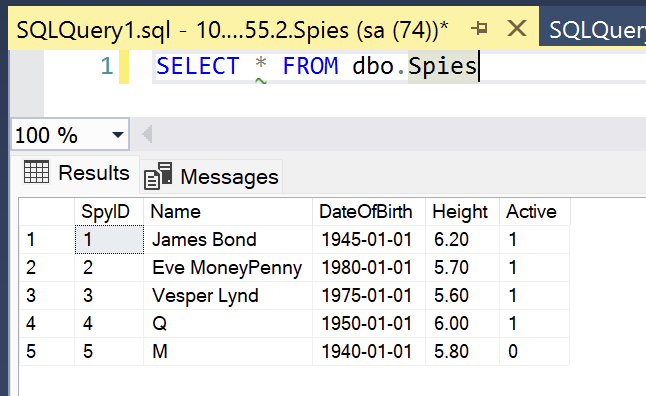 SQLQuery1.sql - 10....55.2.Spies (sa (74))* SQLQuery
1 SELECT * FROM dbo.Spies
100 %
Results Messages
SpyID Name DateOfBirth Height Active
1 1 James Bond 1945-01-01 6.20 1
2 2 Eve MoneyPenny 1980-01-01 5.70 1
3 3 Vesper Lynd 1975-01-01 5.60 1
4 4 Q 1950-01-01 6.00 1
5 5 M 1940-01-01 5.80 0